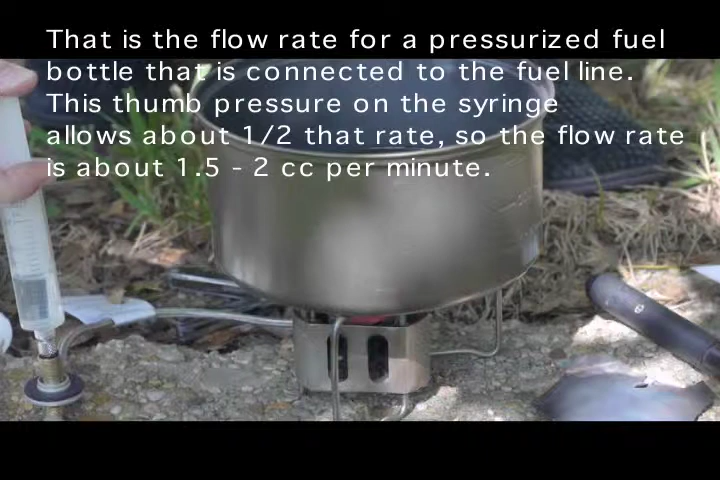 That is the flow rate for a pressurized fuel
bottle that is connected to the fuel line.
This thumb pressure on the syringe
allows about 1/2 that rate, so the flow rate
is about 1.5 - 2 cc per minute.